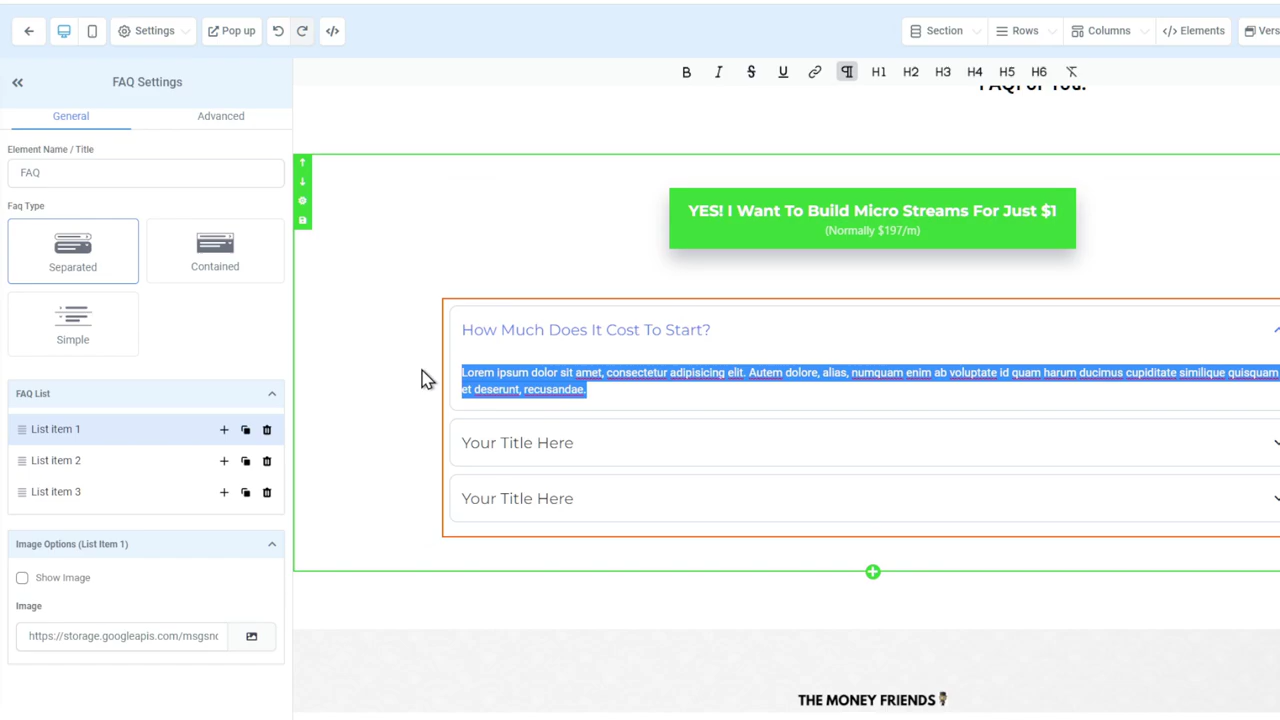 Settings
Pop up
Section
Rows
Columns
</> Elements
Vers
FAQ Settings
B I S U H1 H2 H3 H4 H5 H6
General
Advanced
Element Name / Title
FAQ
Faq Type
Separated
Contained
Simple
FAQ List
List item 1
List item 2
List item 3
Image Options (List Item 1)
Show Image
Image
https://storage.googleapis.com/msgsnd
YES! I Want To Build Micro Streams For Just $1
(Normally $197/m)
How Much Does It Cost To Start?
Lorem ipsum dolor sit amet, consectetur adipisicing elit. Autem dolore, alias, numquam enim ab voluptate id quam harum ducimus cupiditate similique quisquam
et deserunt, recusandae.
Your Title Here
Your Title Here
THE MONEY FRIENDS